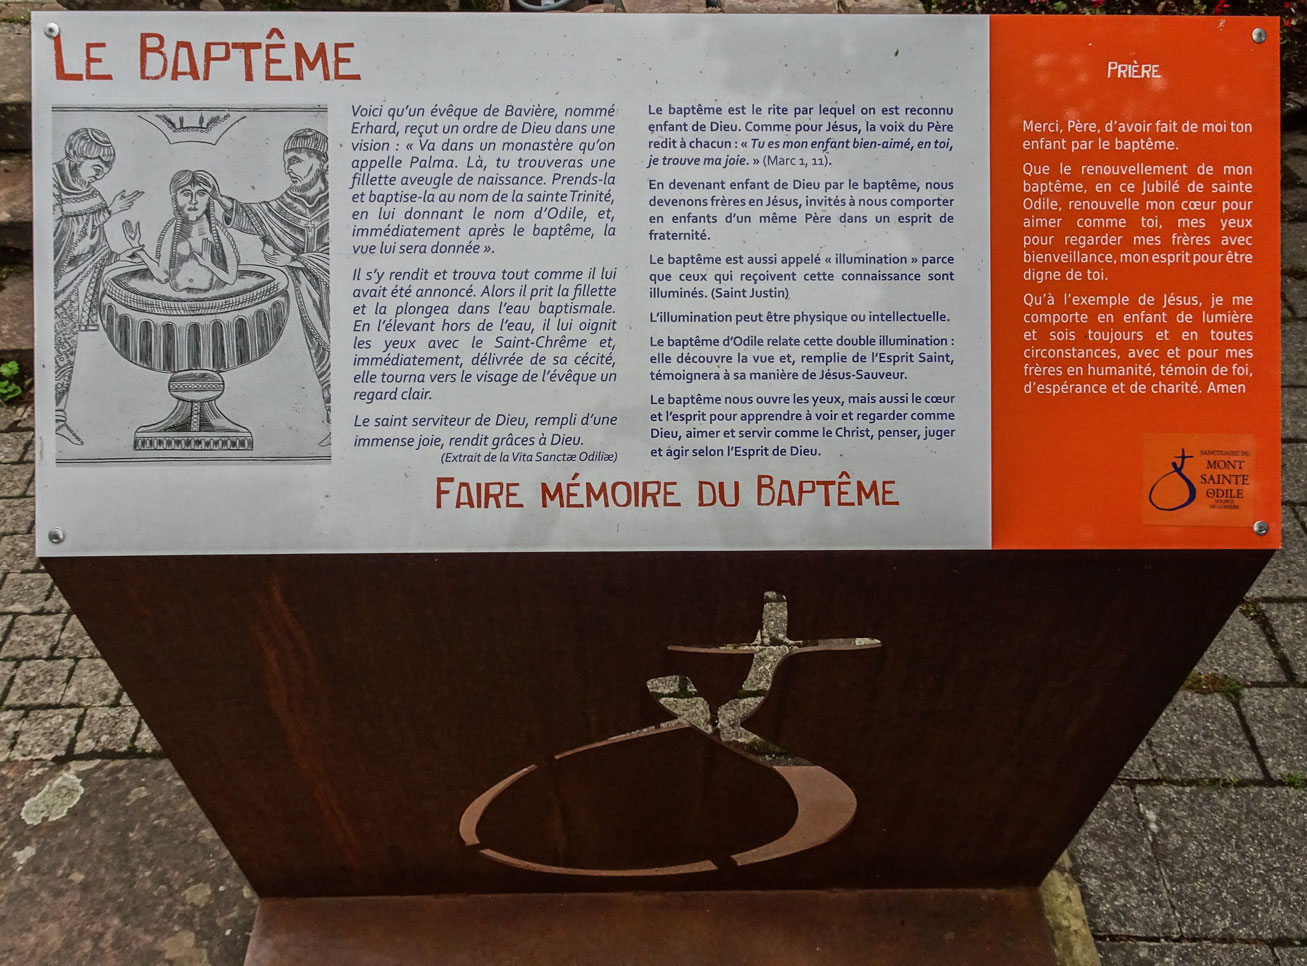 Le Baptême
Voici qu'un évêque de Bavière, nommé
Erhard, reçut un ordre de Dieu dans une
vision : « Va dans un monastère qu'on
appelle Palma. Là, tu trouveras une
fillette aveugle de naissance. Prends-la
et baptise-la au nom de la sainte Trinité,
en lui donnant le nom d'Odile, et,
immédiatement après le baptême, la
vue lui sera donnée ».
Il s'y rendit et trouva tout comme il lui
avait été annoncé. Alors il prit la fillette
et la plongea dans l'eau baptismale.
En l'élevant hors de l'eau, il lui oignit
les yeux avec le Saint-Chrême et,
immédiatement, délivrée de sa cécité,
elle tourna vers le visage de l'évêque un
regard clair.
Le saint serviteur de Dieu, rempli d'une
immense joie, rendit grâces à Dieu.
(Extrait de la Vita Sanctæ Odiliæ)
Le baptême est le rite par lequel on est reconnu
enfant de Dieu. Comme pour Jésus, la voix du Père
redit à chacun : « Tu es mon enfant bien-aimé, en toi,
je trouve ma joie. » (Marc 1, 11).
En devenant enfant de Dieu par le baptême, nous
devenons frères en Jésus, invités à nous comporter
en enfants d'un même Père dans un esprit de
fraternité.
Le baptême est aussi appelé « illumination » parce
que ceux qui reçoivent cette connaissance sont
illuminés. (Saint Justin)
L'illumination peut être physique ou intellectuelle.
Le baptême d'Odile relate cette double illumination :
elle découvre la vue et, remplie de l'Esprit Saint,
témoignera à sa manière de Jésus-Sauveur.
Le baptême nous ouvre les yeux, mais aussi le cœur
et l'esprit pour apprendre à voir et regarder comme
Dieu, aimer et servir comme le Christ, penser, juger
et agir selon l'Esprit de Dieu.
Faire mémoire du Baptême
Prière
Merci, Père, d'avoir fait de moi ton
enfant par le baptême.
Que le renouvellement de mon
baptême, en ce Jubilé de sainte
Odile, renouvelle mon cœur pour
aimer comme toi, mes yeux
pour regarder mes frères avec
bienveillance, mon esprit pour être
digne de toi.
Qu'à l'exemple de Jésus, je me
comporte en enfant de lumière
et sois toujours et en toutes
circonstances, avec et pour mes
frères en humanité, témoin de foi,
d'espérance et de charité. Amen
SANCTUAIRE DU
MONT
SAINTE
ODILE
SOURCE
DE LUMIÈRE